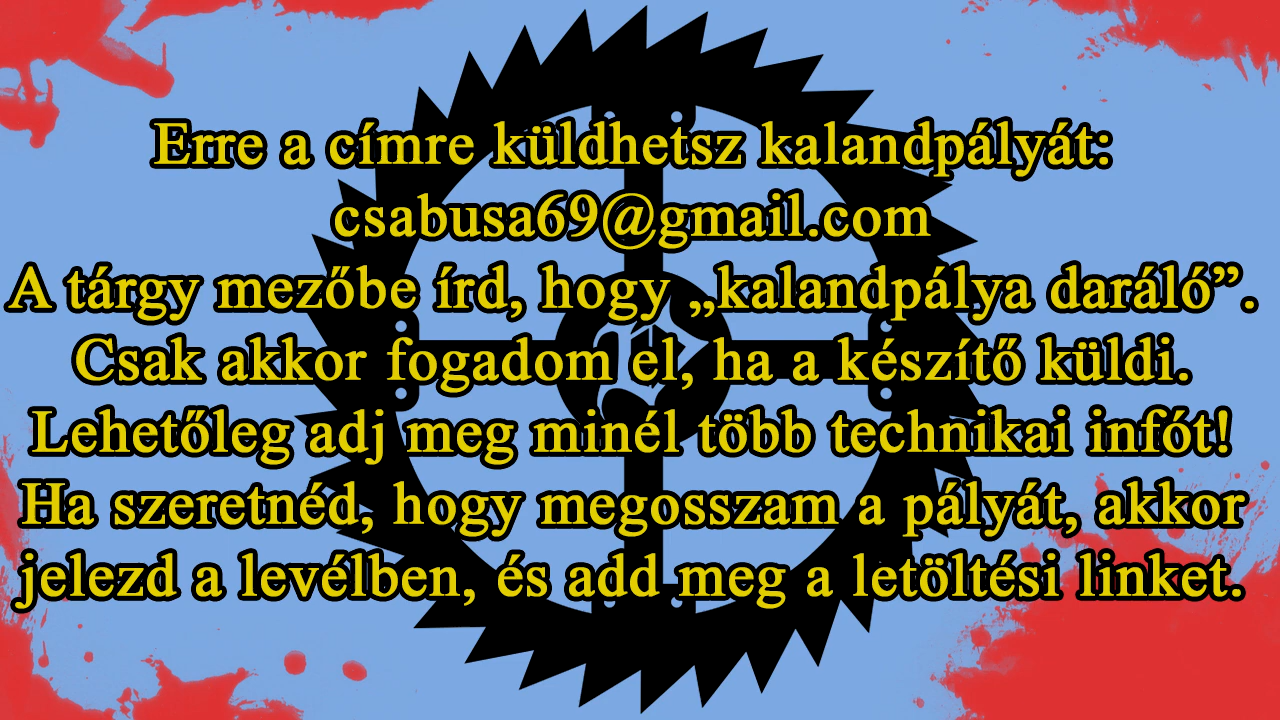 Erre a címre küldhetsz kalandpályát:
csabusa69@gmail.com
A tárgy mezőbe írd, hogy „kalandpálya daráló”.
Csak akkor fogadom el, ha a készítő küldi.
Lehetőleg adj meg minél több technikai infót!
Ha szeretnéd, hogy megosszam a pályát, akkor
jelezd a levélben, és add meg a letöltési linket.